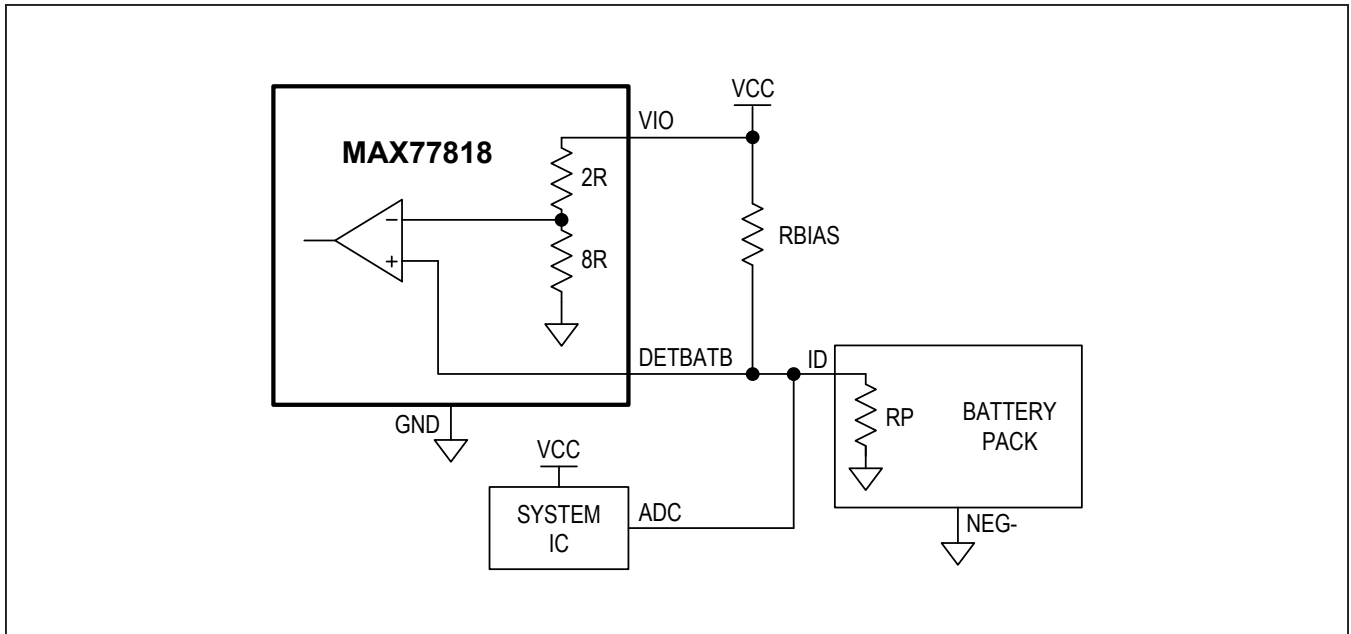 VCC
VIO
MAX77818
2R
−
RBIAS
8R
+
DETBATB
ID
RP
BATTERY
PACK
GND
VCC
SYSTEM
IC
ADC
NEG-